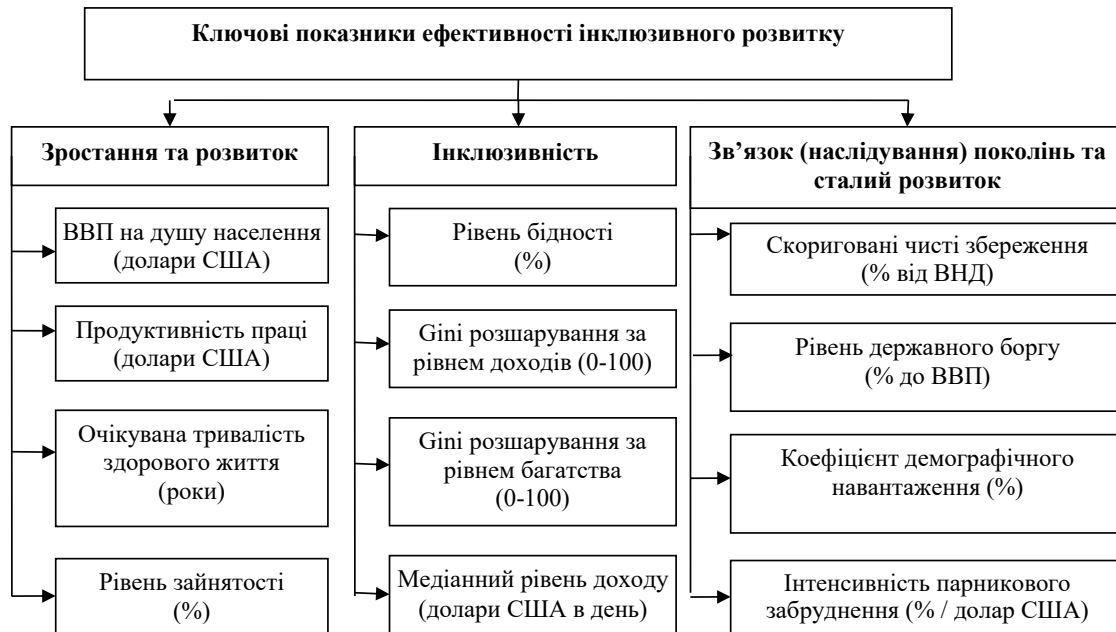 Ключові показники ефективності інклюзивного розвитку
Зростання та розвиток
ВВП на душу населення
(долари США)
Продуктивність праці
(долари США)
Очікувана тривалість
здорового життя
(роки)
Рівень зайнятості
(%)
Інклюзивність
Рівень бідності
(%)
Gini розшарування за
рівнем доходів (0-100)
Gini розшарування за
рівнем багатства
(0-100)
Медіанний рівень доходу
(долари США в день)
Зв’язок (наслідування) поколінь та
сталий розвиток
Скориговані чисті збереження
(% від ВНД)
Рівень державного боргу
(% до ВВП)
Коефіцієнт демографічного
навантаження (%)
Інтенсивність парникового
забруднення (% / долар США)